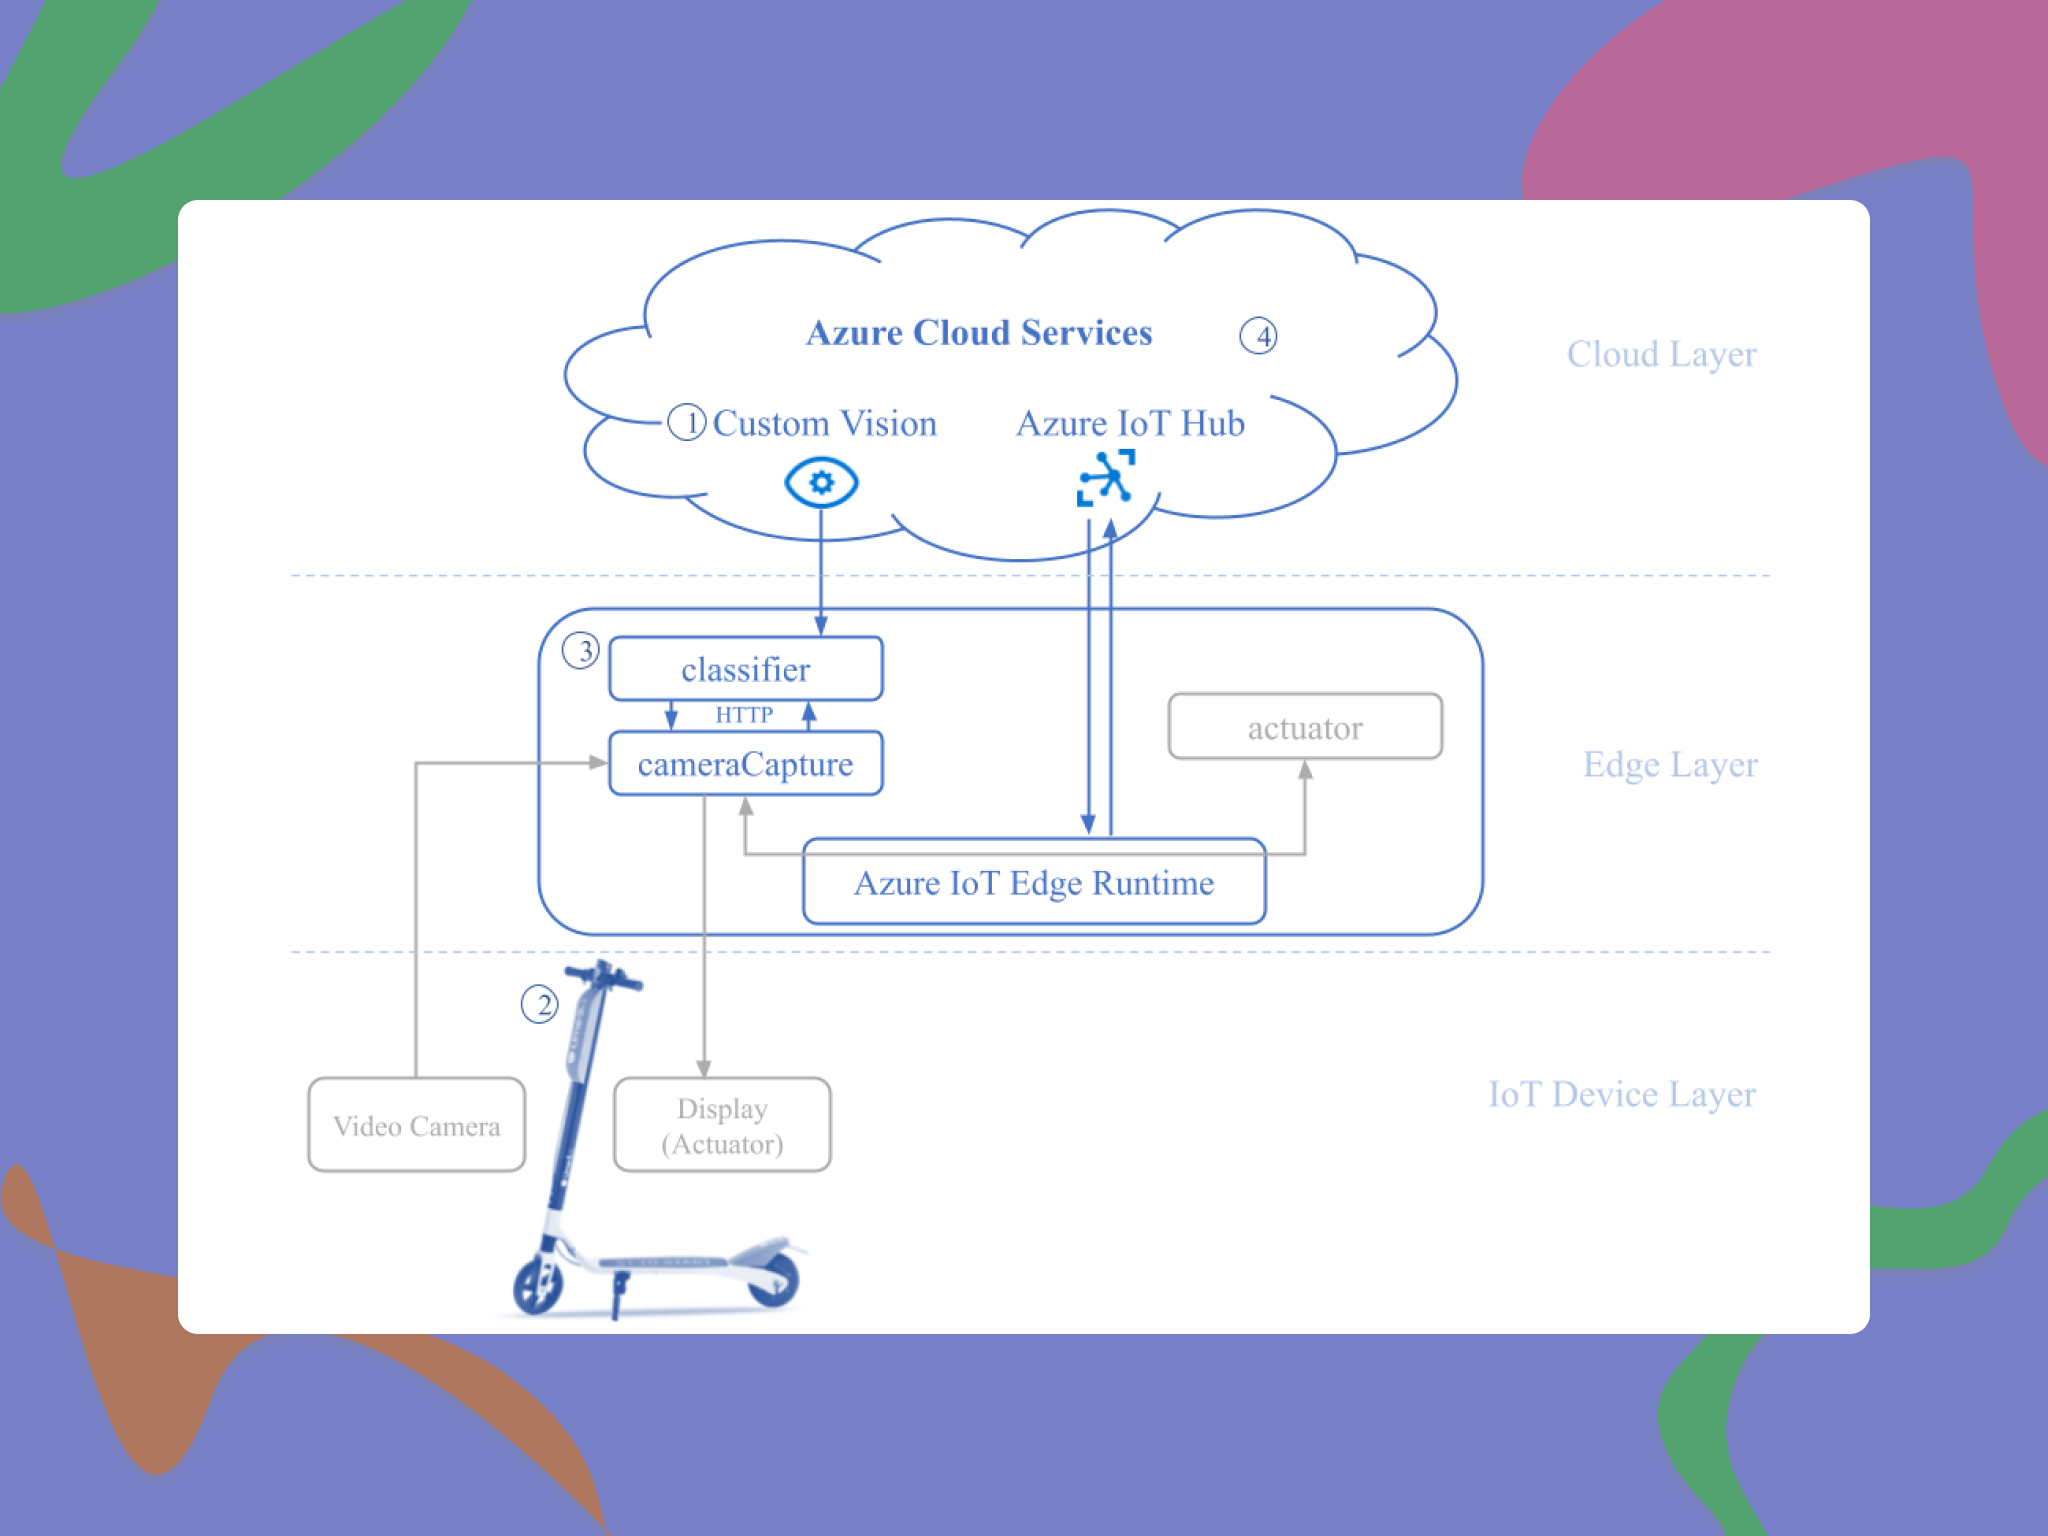 Azure Cloud Services
4
Cloud Layer
1 Custom Vision
Azure IoT Hub
3
classifier
HTTP
cameraCapture
actuator
Edge Layer
Azure IoT Edge Runtime
2
IoT Device Layer
Video Camera
Display
(Actuator)